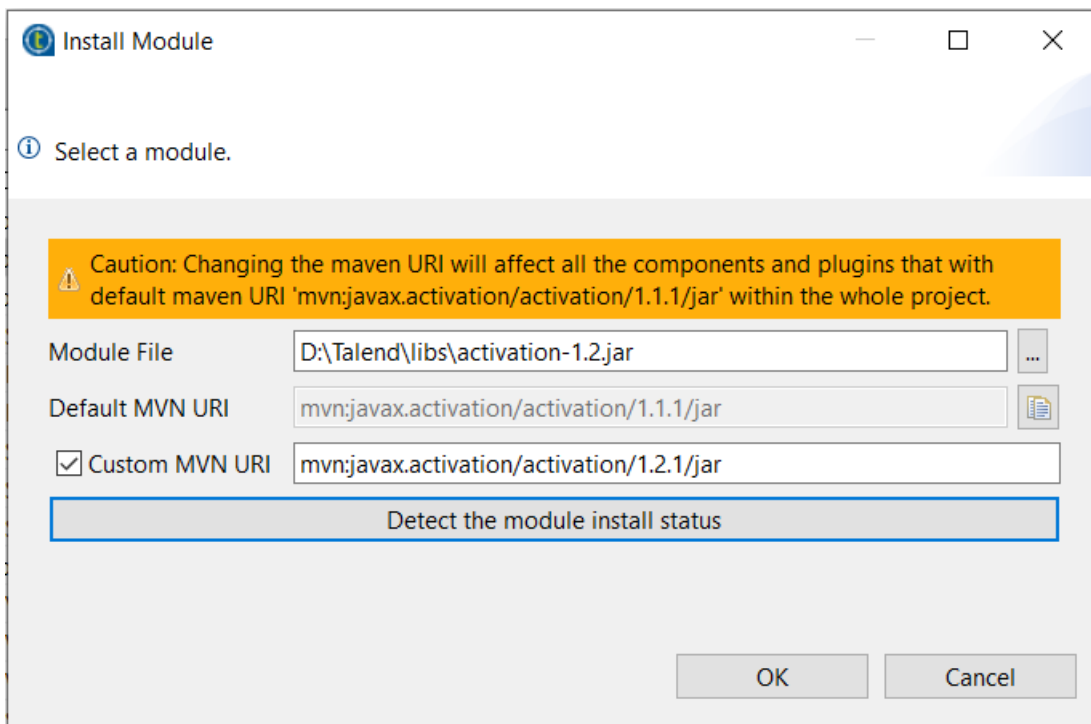 Install Module
Select a module.
Caution: Changing the maven URI will affect all the components and plugins that with
default maven URI 'mvn:javax.activation/activation/1.1.1/jar' within the whole project.
Module File D:\Talend\libs\activation-1.2.jar ...
Default MVN URI mvn:javax.activation/activation/1.1.1/jar
Custom MVN URI mvn:javax.activation/activation/1.2.1/jar
Detect the module install status
OK Cancel